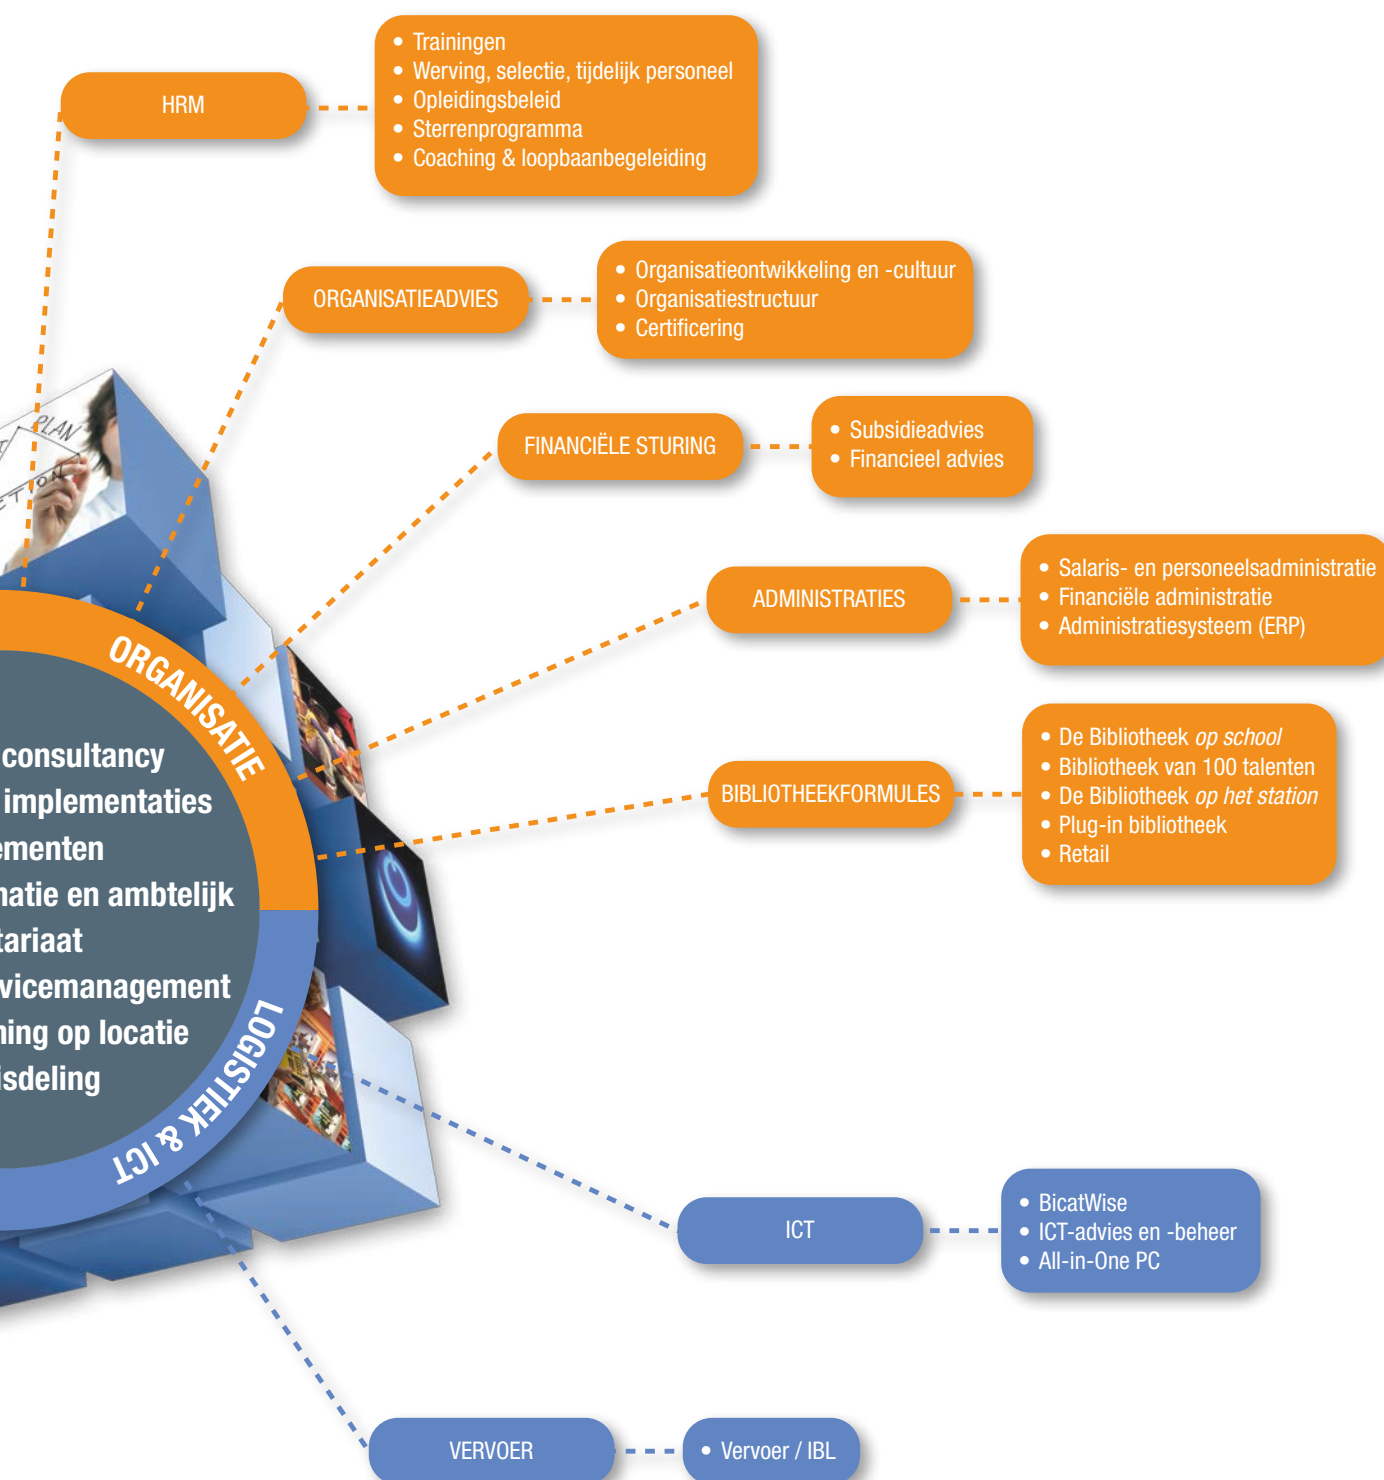 HRM
• Trainingen
• Werving, selectie, tijdelijk personeel
• Opleidingsbeleid
• Sterrenprogramma
• Coaching & loopbaanbegeleiding
ORGANISATIEADVIES
• Organisatieontwikkeling en -cultuur
• Organisatiestructuur
• Certificering
FINANCIËLE STURING
• Subsidieadvies
• Financieel advies
PLAN
ADMINISTRATIES
• Salaris- en personeelsadministratie
• Financiële administratie
• Administratiesysteem (ERP)
ORGANISATIE
BIBLIOTHEEKFORMULES
• De Bibliotheek op school
• Bibliotheek van 100 talenten
• De Bibliotheek op het station
• Plug-in bibliotheek
• Retail
consultancy
implementaties
ementen
natie en ambtelijk
tariaat
vicemanagement
ning op locatie
isdeling
LOGISTIEK & ICT
ICT
• BicatWise
• ICT-advies en -beheer
• All-in-One PC
VERVOER
• Vervoer / IBL